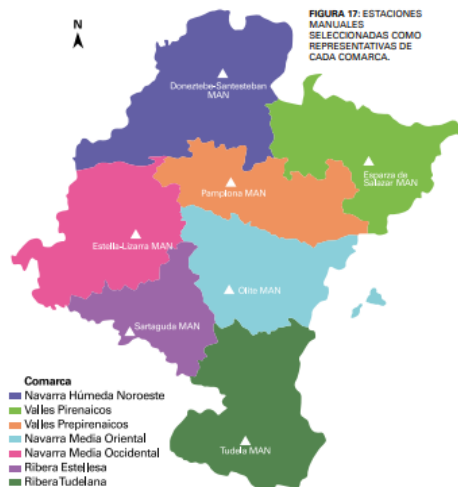 FIGURA 17: ESTACIONES
MANUALES
SELECCIONADAS COMO
REPRESENTATIVAS DE
CADA COMARCA.
N
Doneztebe-Santesteban
MAN
Esparza de
Salazar MAN
Pamplona MAN
Estella-Lizarra MAN
Olite MAN
Sartaguda MAN
Tudela MAN
Comarca
Navarra Húmeda Noroeste
Valles Pirenaicos
Valles Prepirenaicos
Navarra Media Oriental
Navarra Media Occidental
Ribera Estellesa
Ribera Tudelana